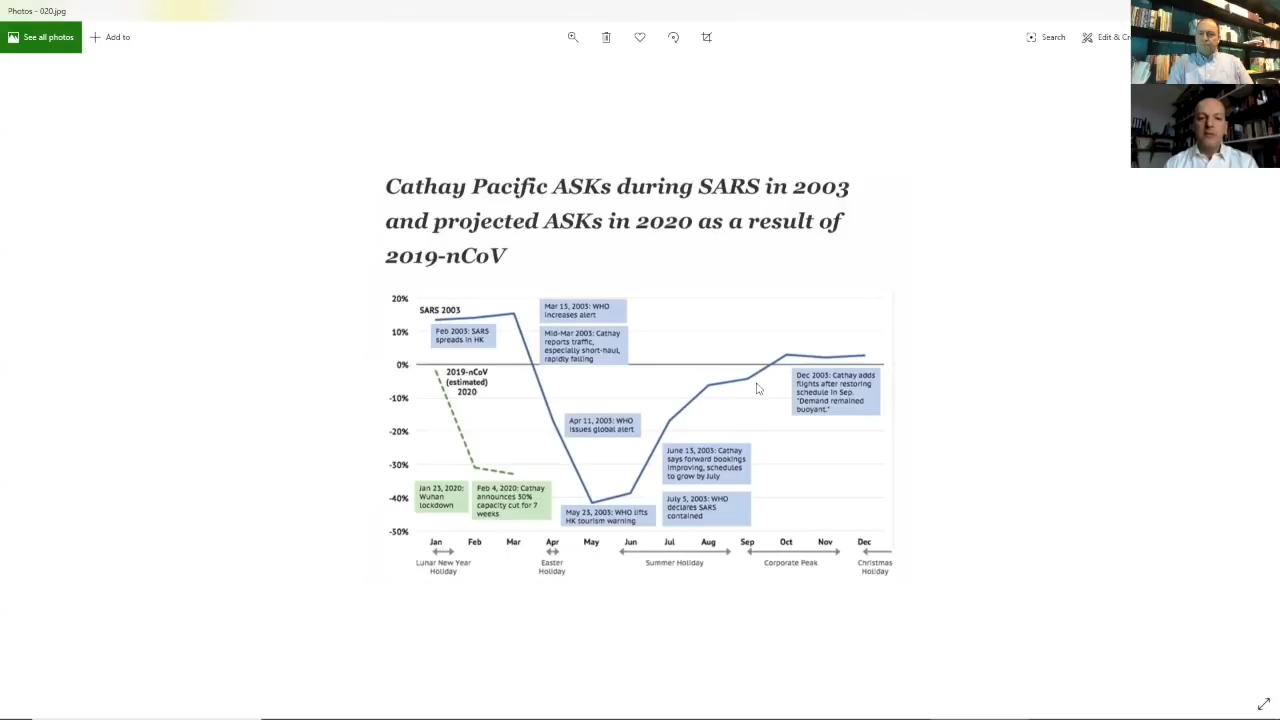 Photos - 020.jpg
See all photos
Add to
Search
Edit & Cr
Cathay Pacific ASKs during SARS in 2003
and projected ASKs in 2020 as a result of
2019-nCoV
20%
10%
0%
-10%
-20%
-30%
-40%
-50%
SARS 2003
Feb 2003: SARS
spreads in HK
2019-nCoV
(estimated)
2020
Jan 23, 2020:
Wuhan
lockdown
Feb 4, 2020: Cathay
announces 30%
capacity cut for 7
weeks
Mar 15, 2003: WHO
increases alert
Mid-Mar 2003: Cathay
reports traffic,
especially short-haul,
rapidly falling
Apr 11, 2003: WHO
issues global alert
May 23, 2003: WHO lifts
HK tourism warning
June 13, 2003: Cathay
says forward bookings
improving, schedules
to grow by July
July 5, 2003: WHO
declares SARS
contained
Dec 2003: Cathay adds
flights after restoring
schedule in Sep.
"Demand remained
buoyant."
Jan Feb Mar Apr May Jun Jul Aug Sep Oct Nov Dec
Lunar New Year
Holiday
Easter
Holiday
Summer Holiday
Corporate Peak
Christmas
Holiday